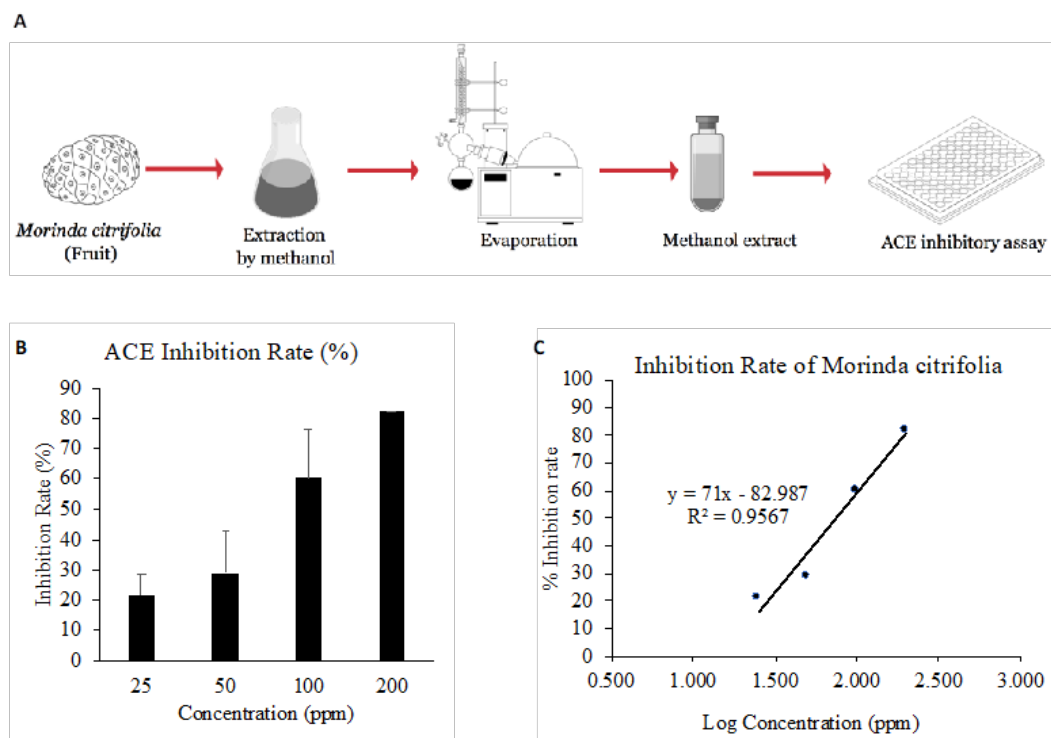 A
Morinda citrifolia
(Fruit)
Extraction
by methanol
Evaporation
Methanol extract
ACE inhibitory assay
B
ACE Inhibition Rate (%)
Inhibition Rate (%)
90
80
70
60
50
40
30
20
10
0
25 50 100 200
Concentration (ppm)
C
Inhibition Rate of Morinda citrifolia
% Inhibition rate
100
90
80
70
60
50
40
30
20
10
0
y = 71x - 82.987
R² = 0.9567
0.500 1.000 1.500 2.000 2.500 3.000
Log Concentration (ppm)